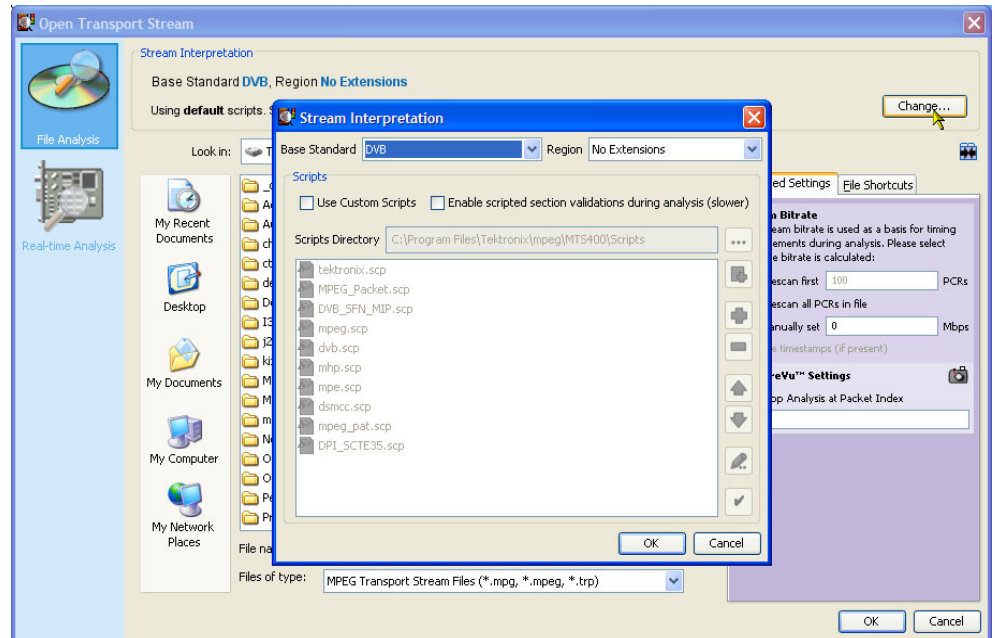 Open Transport Stream
Stream Interpretation
Base Standard DVB, Region No Extensions
Using default scripts.
Change...
File Analysis
Real-time Analysis
Look in:
My Recent
Documents
Desktop
My Documents
My Computer
My Network
Places
File na
Files of type: MPEG Transport Stream Files (*.mpg, *.mpeg, *.trp)
Stream Interpretation
Base Standard DVB Region No Extensions
Scripts
Use Custom Scripts Enable scripted section validations during analysis (slower)
Scripts Directory C:\Program Files\Tektronix\mpeg\MTS400\Scripts
...
tektronix.scp
MPEG_Packet.scp
DVB_SFN_MIP.scp
mpeg.scp
dvb.scp
mhp.scp
mpe.scp
dsmcc.scp
mpeg_pat.scp
DPI_SCTE35.scp
OK Cancel
ed Settings File Shortcuts
Bitrate
eam bitrate is used as a basis for timing
ements during analysis. Please select
e bitrate is calculated:
escan first 100 PCRs
escan all PCRs in file
anually set 0 Mbps
e timestamps (if present)
reVu™ Settings
op Analysis at Packet Index
OK Cancel